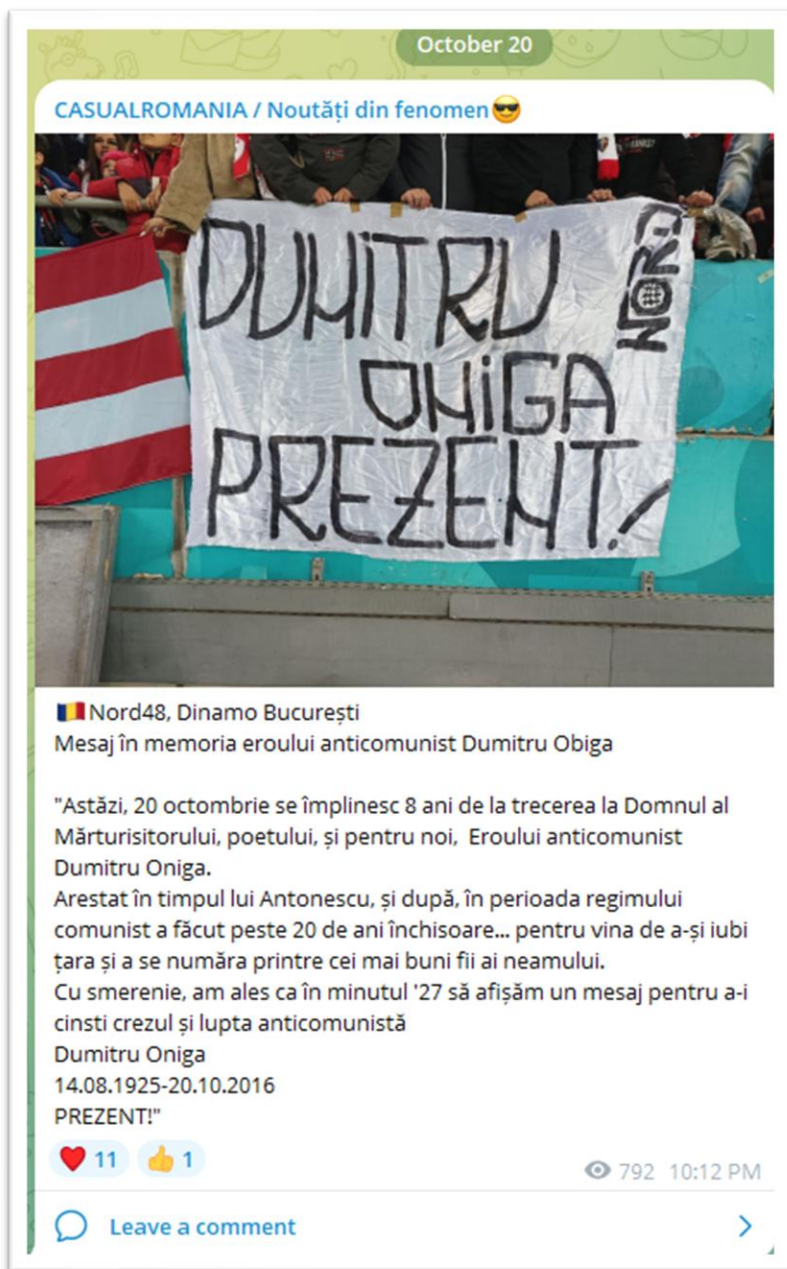 October 20
CASUALROMANIA / Noutăți din fenomen😎
DUMiTRU
NORD
ONiGA
PREZENT!
🇷🇴Nord48, Dinamo București
Mesaj în memoria eroului anticomunist Dumitru Obiga
"Astăzi, 20 octombrie se împlinesc 8 ani de la trecerea la Domnul al
Mărturisitorului, poetului, și pentru noi,  Eroului anticomunist
Dumitru Oniga.
Arestat în timpul lui Antonescu, și după, în perioada regimului
comunist a făcut peste 20 de ani închisoare... pentru vina de a-și iubi
țara și a se număra printre cei mai buni fii ai neamului.
Cu smerenie, am ales ca în minutul '27 să afișăm un mesaj pentru a-i
cinsti crezul și lupta anticomunistă
Dumitru Oniga
14.08.1925-20.10.2016
PREZENT!"
❤️ 11 👍 1
792 10:12 PM
Leave a comment